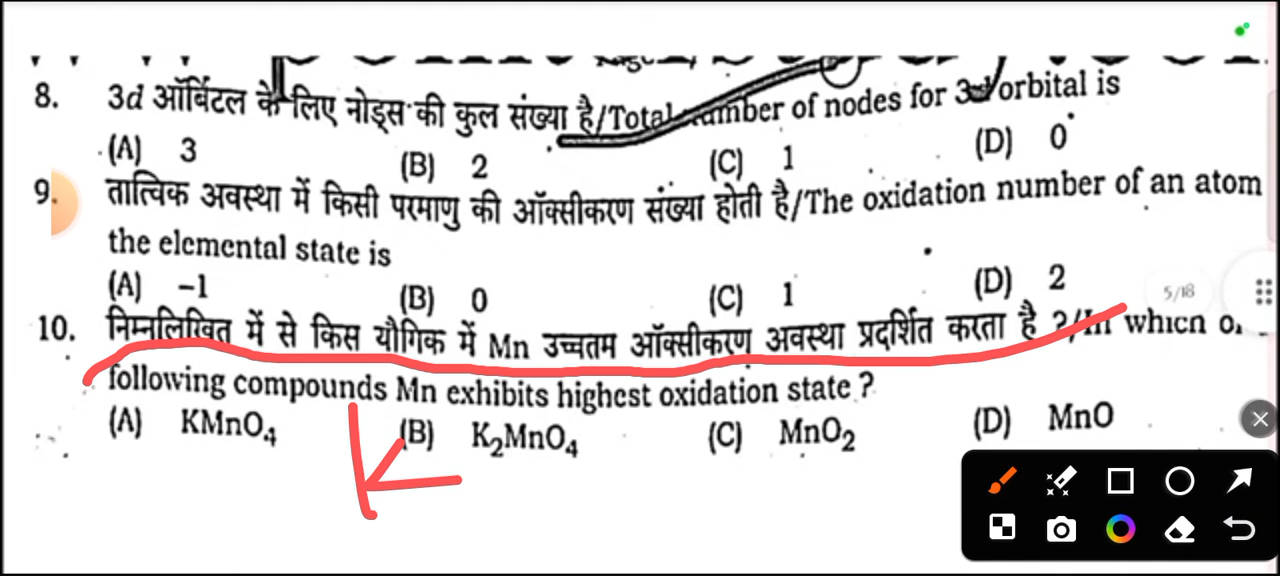 8. 3d ऑर्बिटल के लिए नोड्स की कुल संख्या है/Total number of nodes for 3d orbital is
(A) 3 (B) 2 (C) 1 (D) 0
9. तात्विक अवस्था में किसी परमाणु की ऑक्सीकरण संख्या होती है/The oxidation number of an atom
the elemental state is
(A) -1 (B) 0 (C) 1 (D) 2
5/18
10. निम्नलिखित में से किस यौगिक में Mn उच्चतम ऑक्सीकरण अवस्था प्रदर्शित करता है ?/In which
following compounds Mn exhibits highest oxidation state ?
(A) KMnO₄ (B) K₂MnO₄ (C) MnO₂ (D) MnO
K